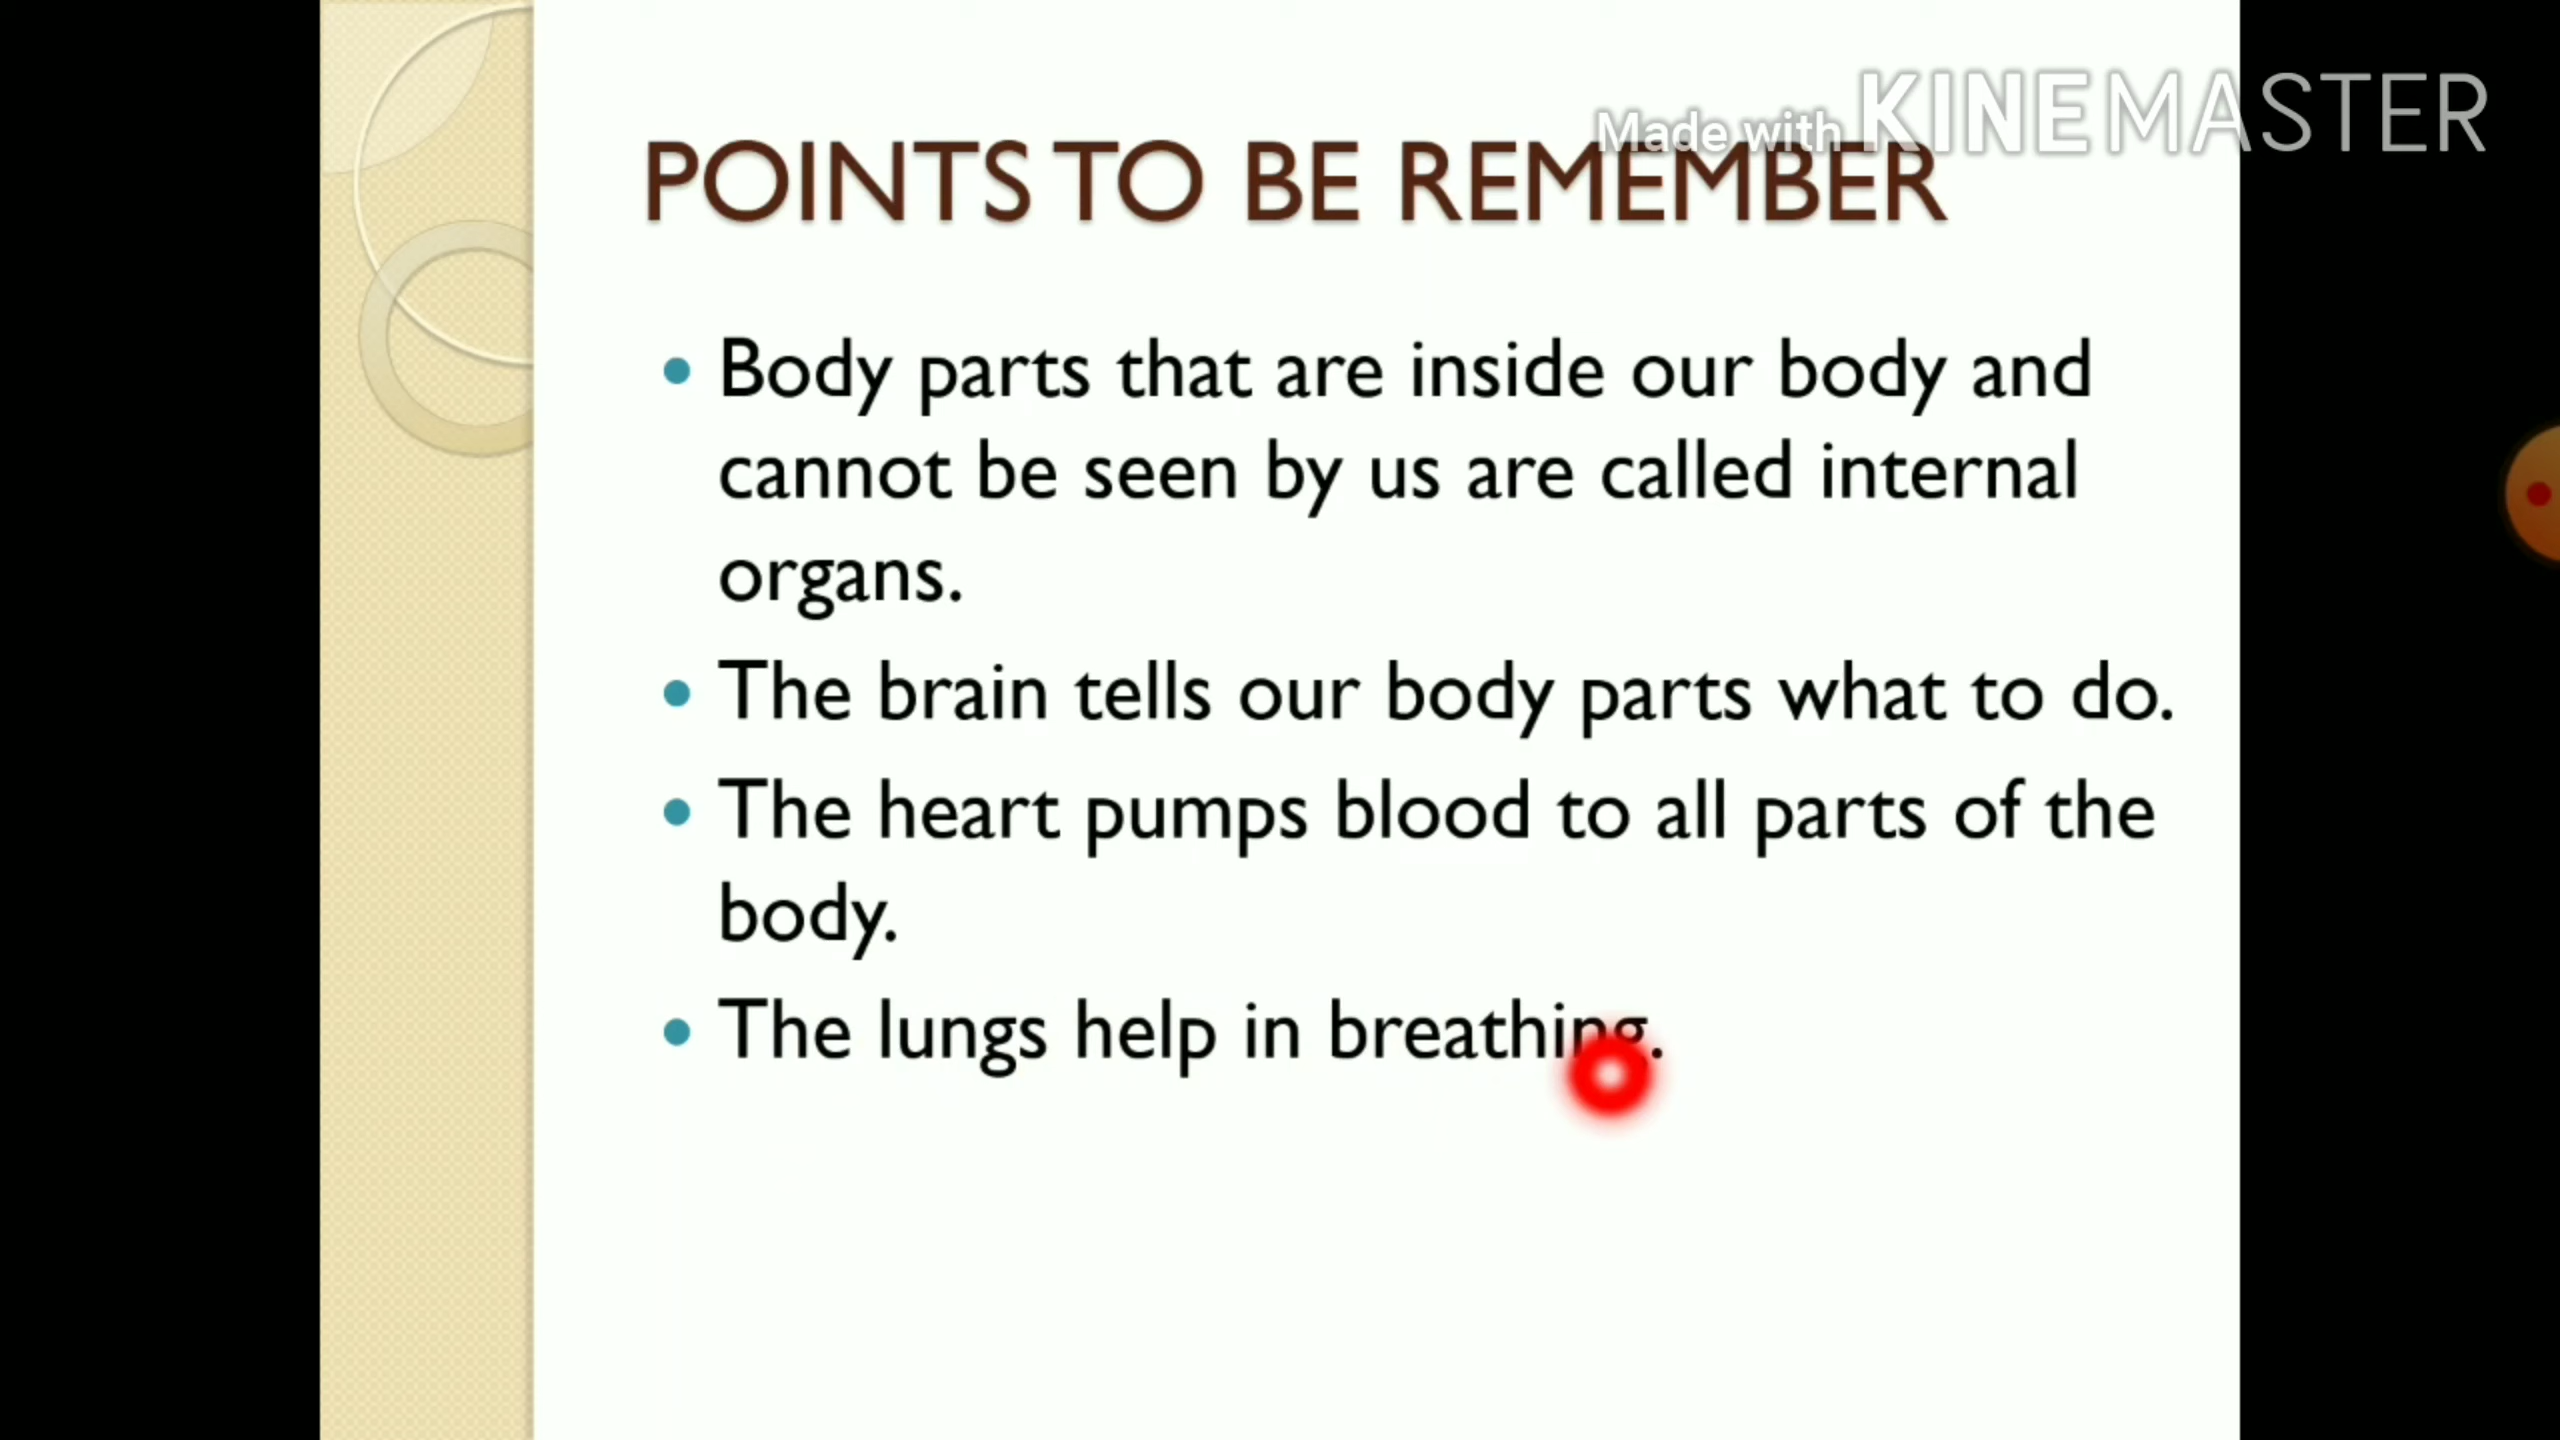 Made with KINEMASTER
POINTS TO BE REMEMBER
Body parts that are inside our body and
cannot be seen by us are called internal
organs.
The brain tells our body parts what to do.
The heart pumps blood to all parts of the
body.
The lungs help in breathing.